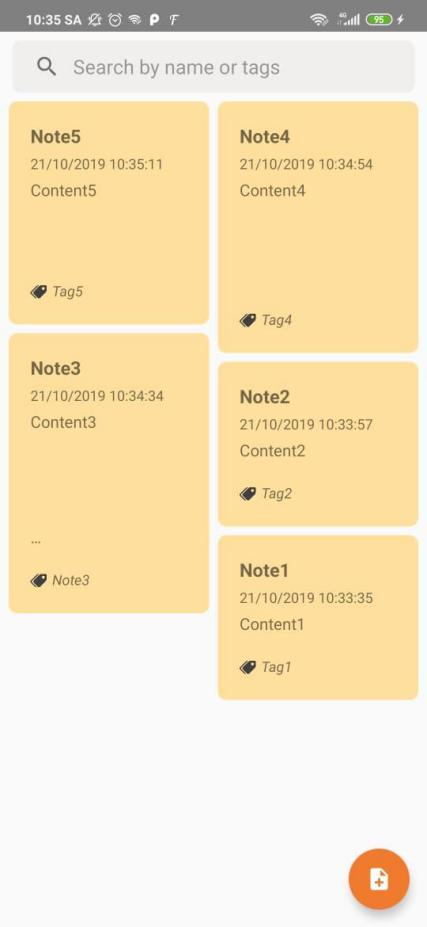 10:35 SA
4G
95
Search by name or tags
Note5
21/10/2019 10:35:11
Content5
Tag5
Note4
21/10/2019 10:34:54
Content4
Tag4
Note3
21/10/2019 10:34:34
Content3
...
Note3
Note2
21/10/2019 10:33:57
Content2
Tag2
Note1
21/10/2019 10:33:35
Content1
Tag1